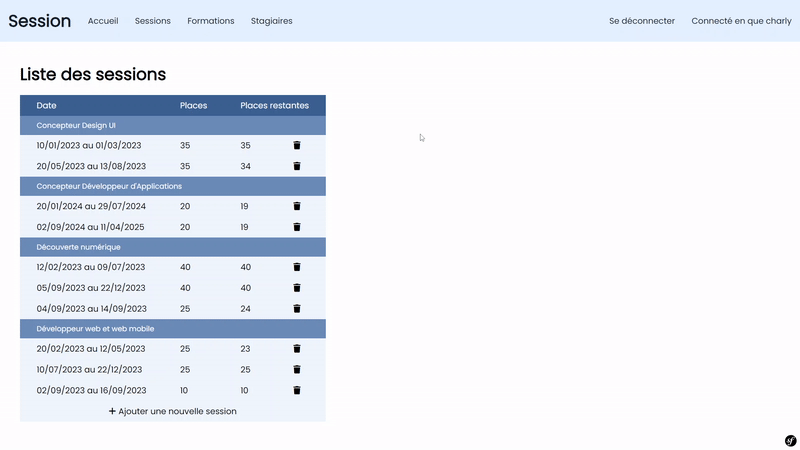 Session Accueil Sessions Formations Stagiaires Se déconnecter Connecté en que charly
Liste des sessions
Date Places Places restantes
Concepteur Design UI
10/01/2023 au 01/03/2023 35 35
20/05/2023 au 13/08/2023 35 34
Concepteur Développeur d'Applications
20/01/2024 au 29/07/2024 20 19
02/09/2024 au 11/04/2025 20 19
Découverte numérique
12/02/2023 au 09/07/2023 40 40
05/09/2023 au 22/12/2023 40 40
04/09/2023 au 14/09/2023 25 24
Développeur web et web mobile
20/02/2023 au 12/05/2023 25 23
10/07/2023 au 22/12/2023 25 25
02/09/2023 au 16/09/2023 10 10
+ Ajouter une nouvelle session
sf